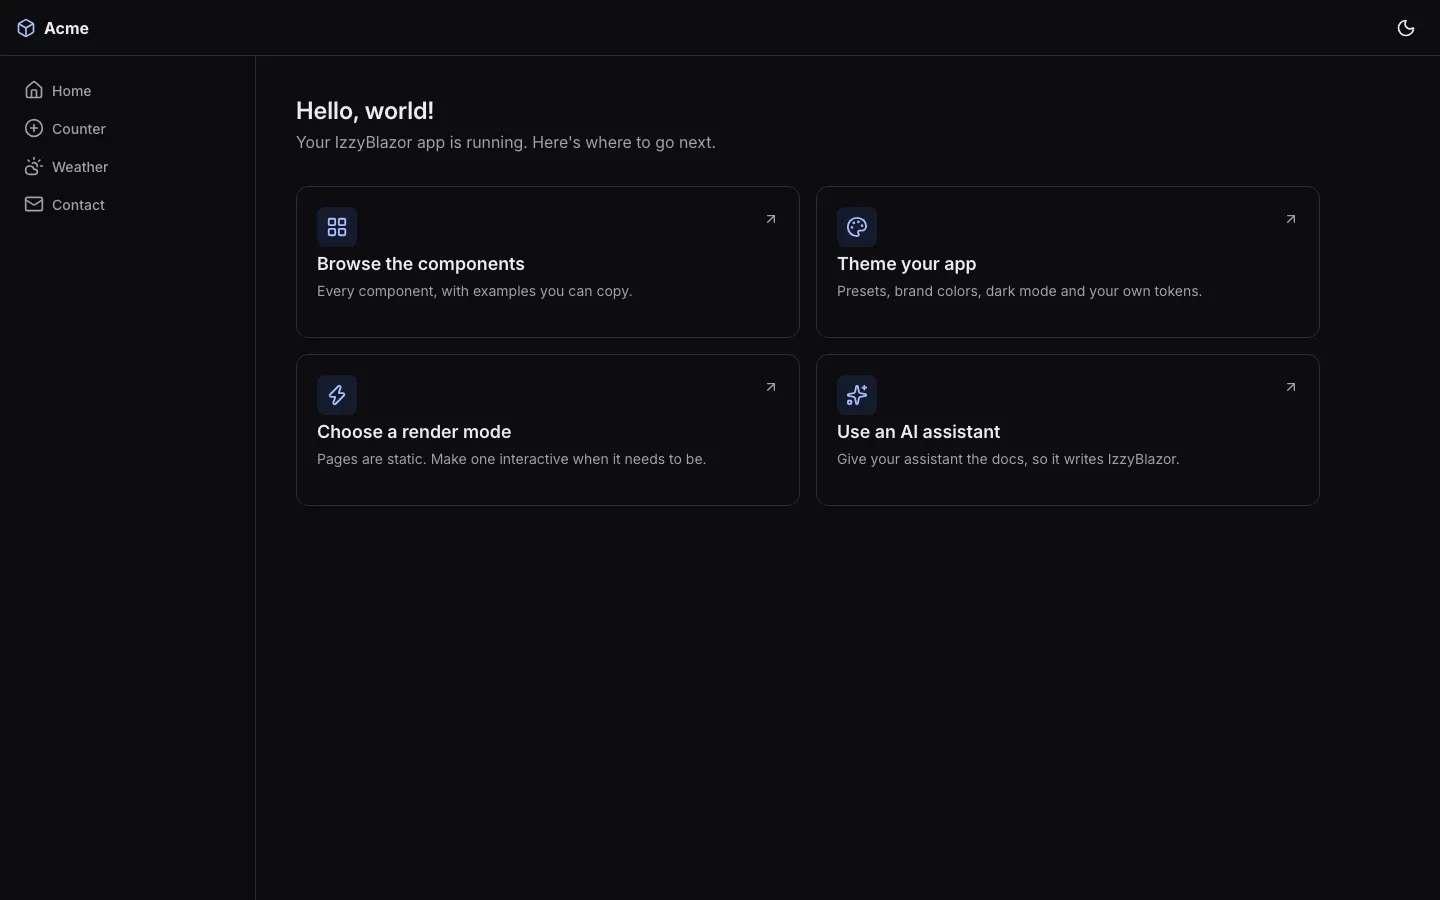 Acme
Home
Counter
Weather
Contact
Hello, world!
Your IzzyBlazor app is running. Here's where to go next.
Browse the components
Every component, with examples you can copy.
Theme your app
Presets, brand colors, dark mode and your own tokens.
Choose a render mode
Pages are static. Make one interactive when it needs to be.
Use an AI assistant
Give your assistant the docs, so it writes IzzyBlazor.